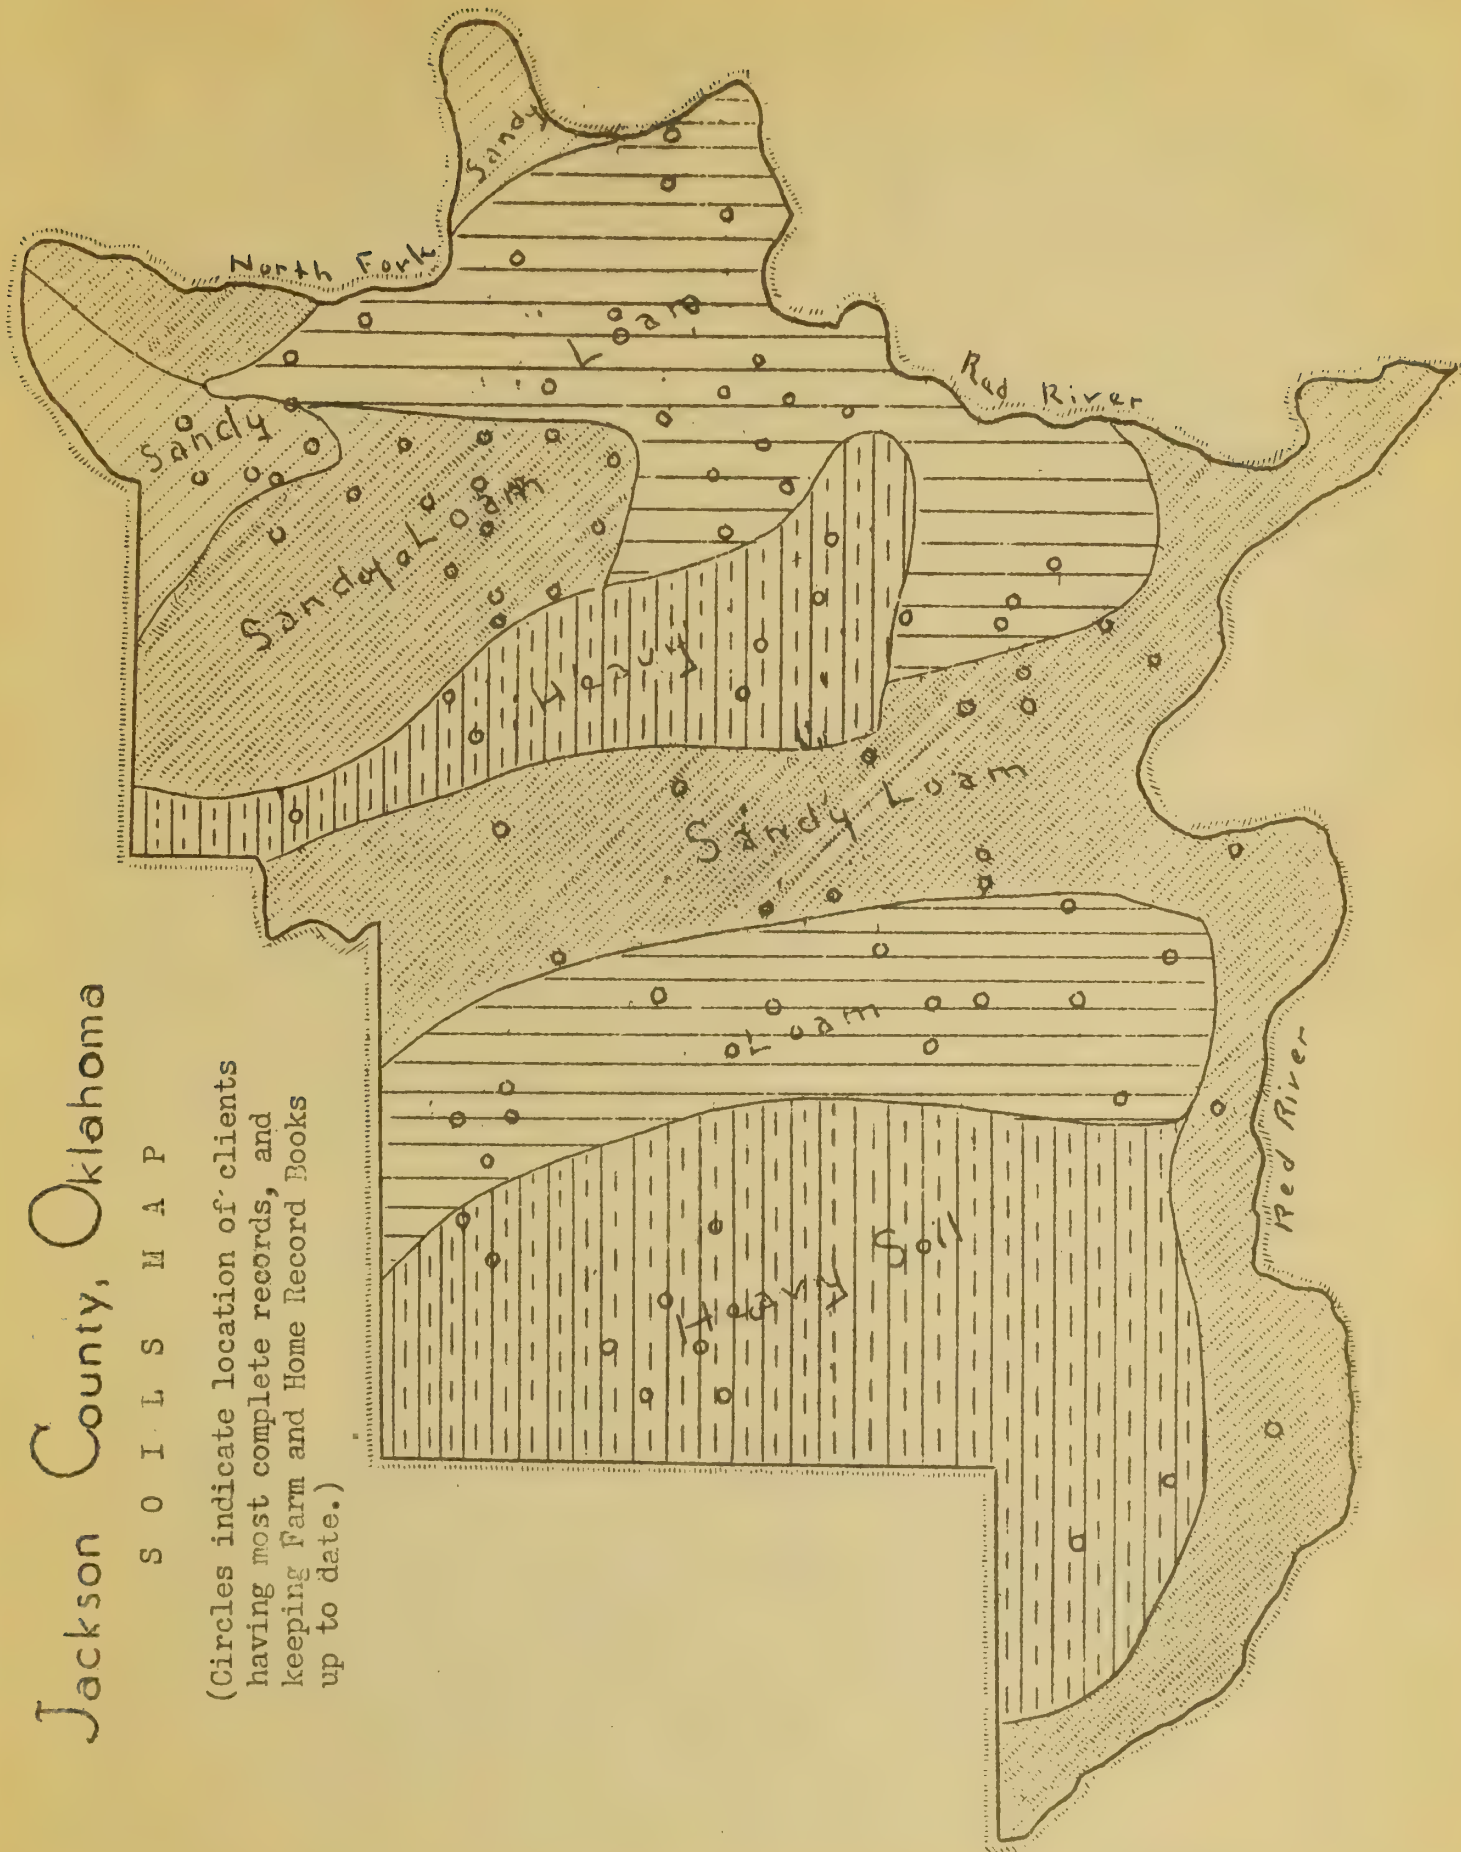 Jackson County, Oklahoma
S O I L S M A P
(Circles indicate location of clients
having most complete records, and
keeping Farm and Home Record Books
up to date.)
Sandy
Sandy
North Fork
Loam
Sandy Loam
Heavy
Red River
Sandy Loam
Loam
Heavy Soil
Red River